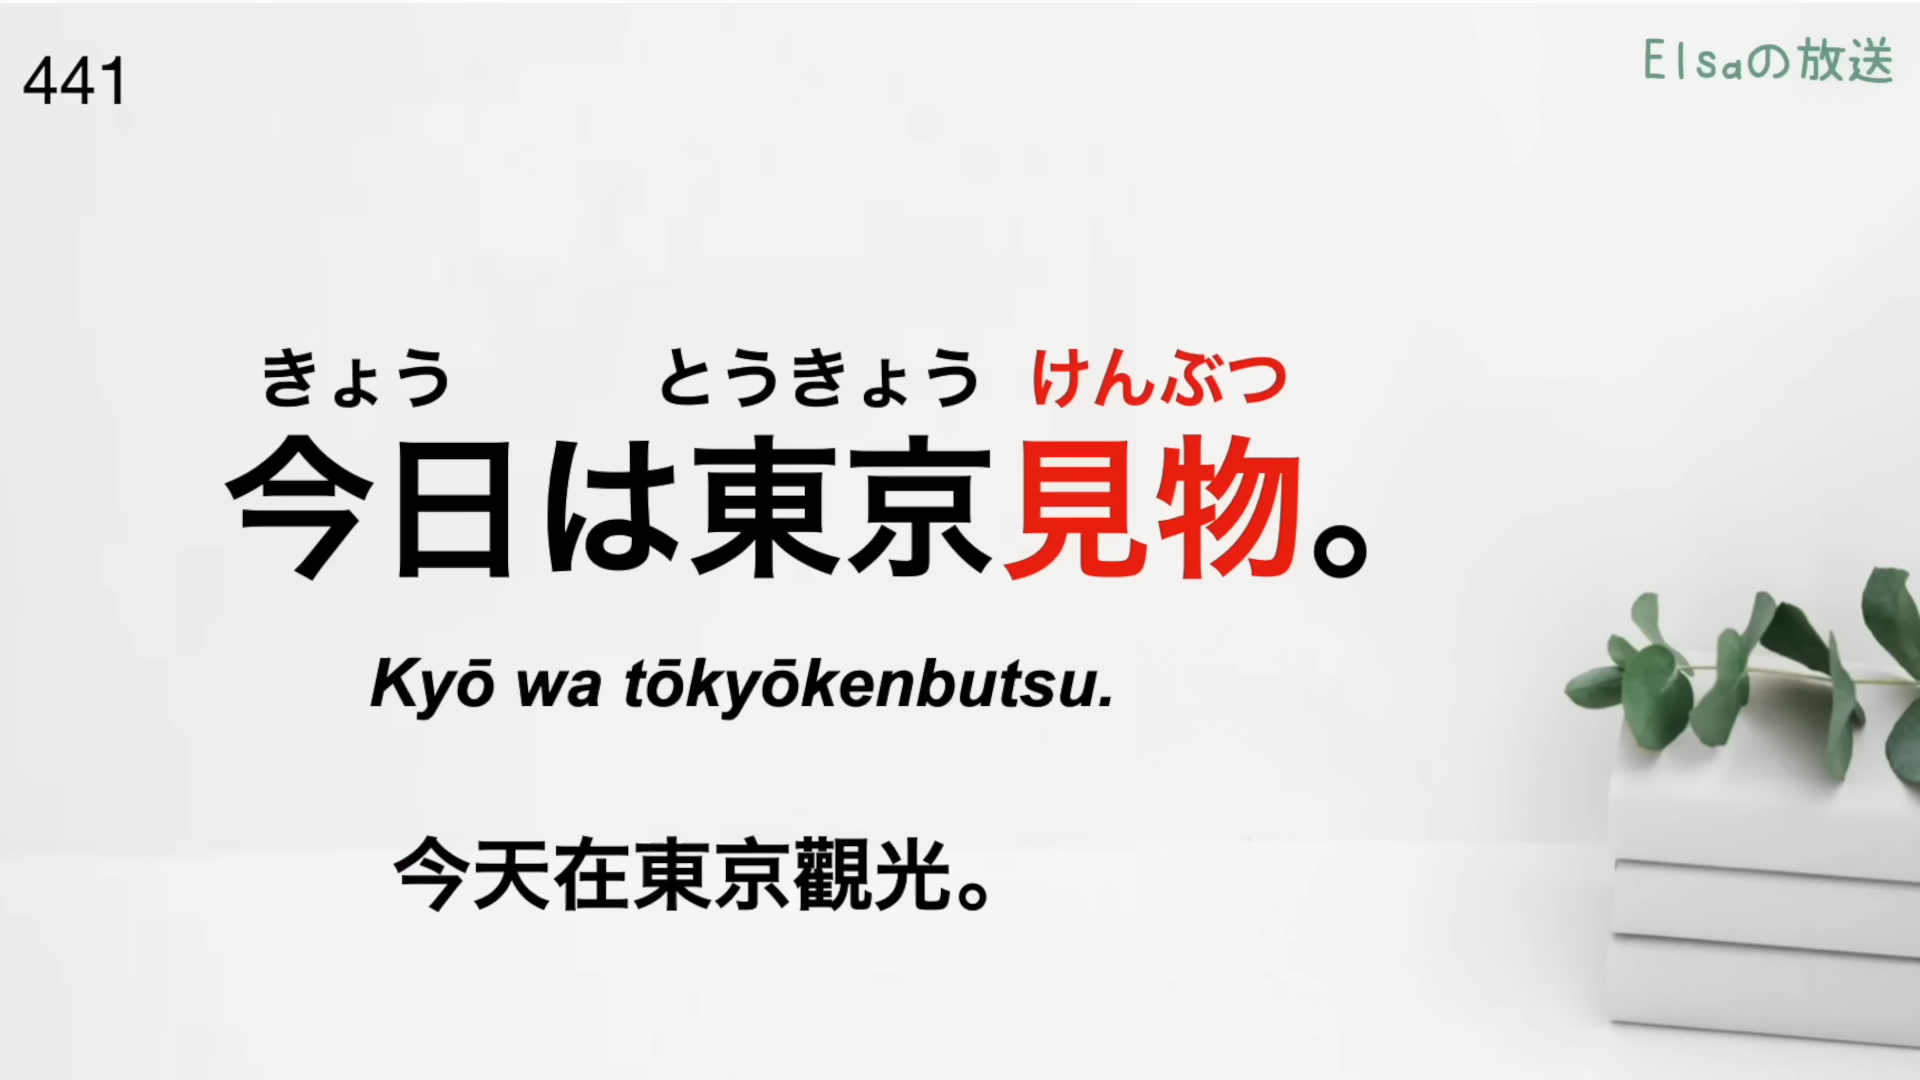 441
Elsaの放送
きょう とうきょう けんぶつ
今日は東京見物。
Kyō wa tōkyōkenbutsu.
今天在東京觀光。